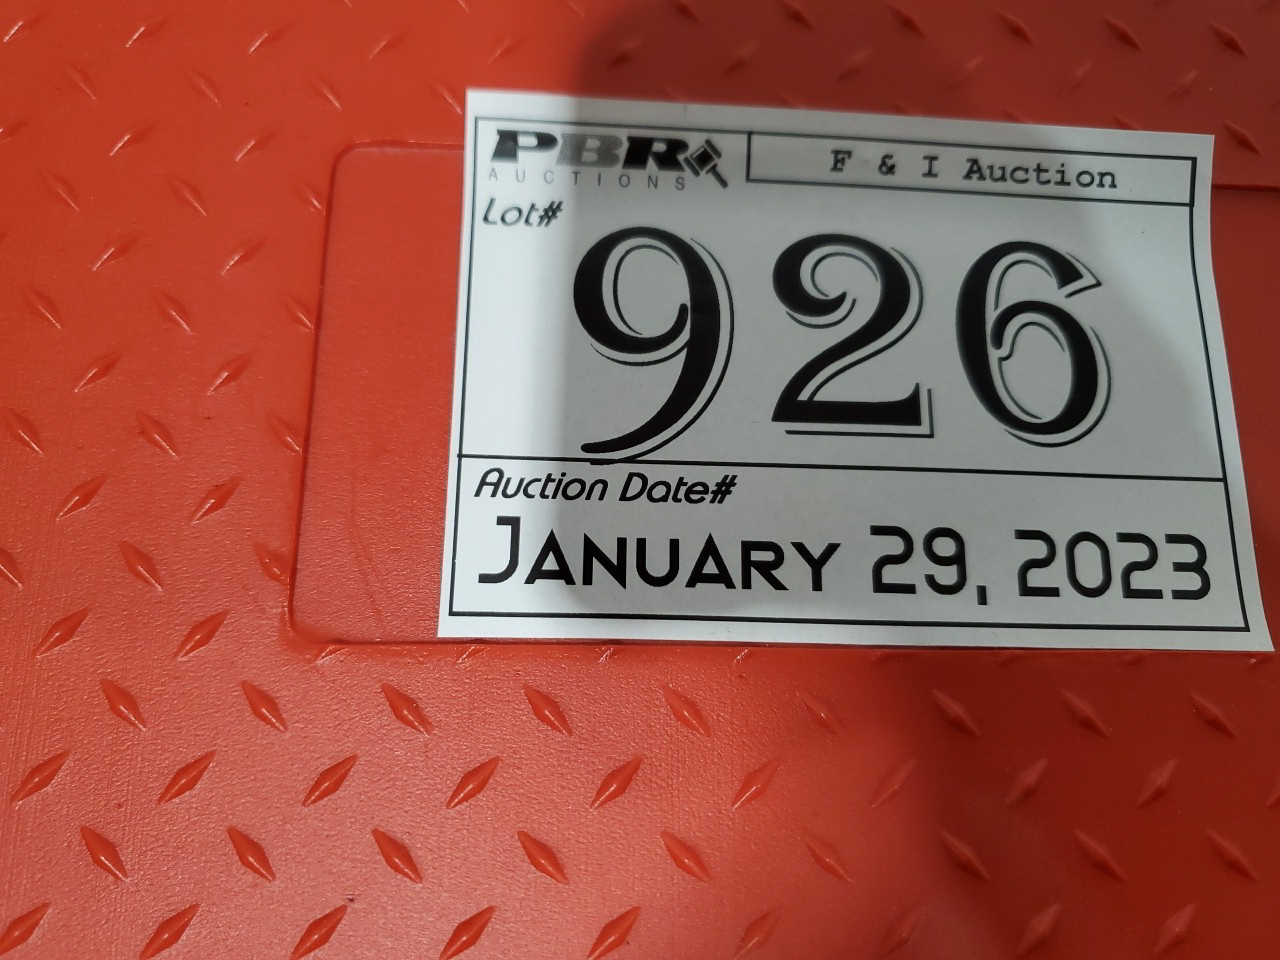 PBR
AUCTIONS
F & I Auction
Lot#
926
Auction Date#
JANUARY 29, 2023